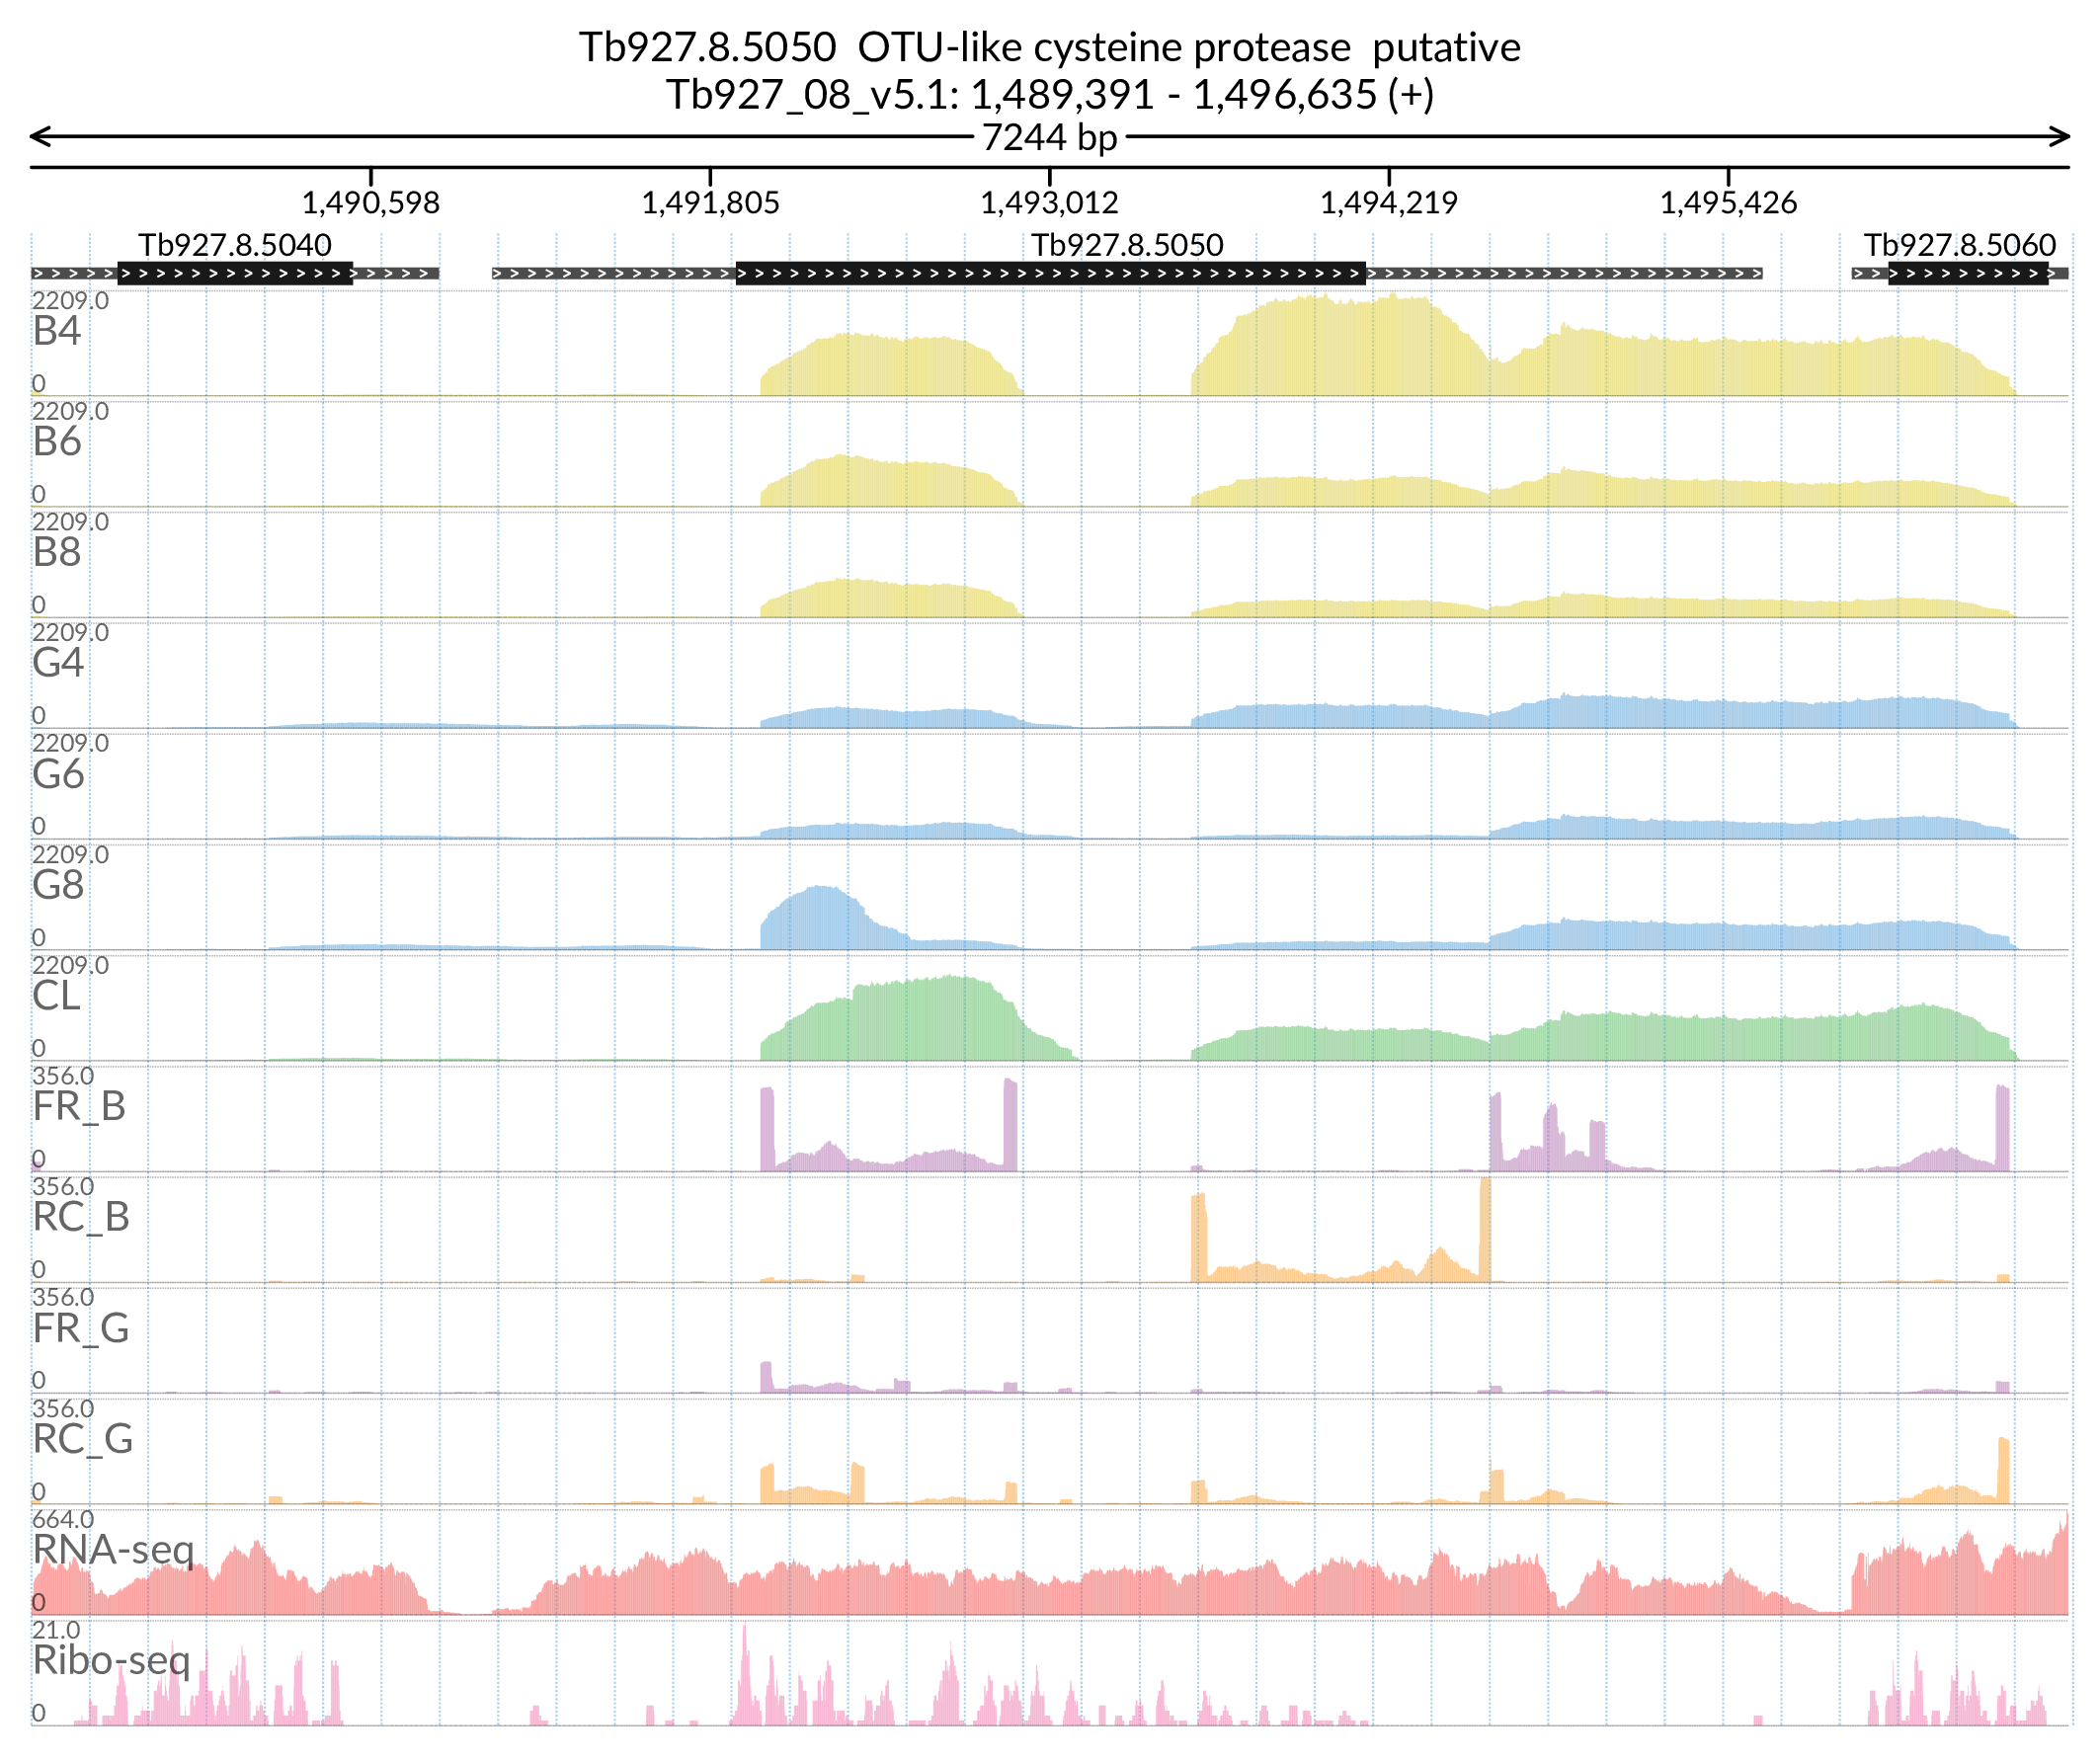 Tb927.8.5050 OTU-like cysteine protease putative
Tb927_08_v5.1: 1,489,391 - 1,496,635 (+)
7244 bp
1,490,598 1,491,805 1,493,012 1,494,219 1,495,426
Tb927.8.5040 Tb927.8.5050 Tb927.8.5060
2209.0
B4
0
2209.0
B6
0
2209.0
B8
0
2209.0
G4
0
2209.0
G6
0
2209.0
G8
0
2209.0
CL
0
356.0
FR_B
0
356.0
RC_B
0
356.0
FR_G
0
356.0
RC_G
0
664.0
RNA-seq
0
21.0
Ribo-seq
0